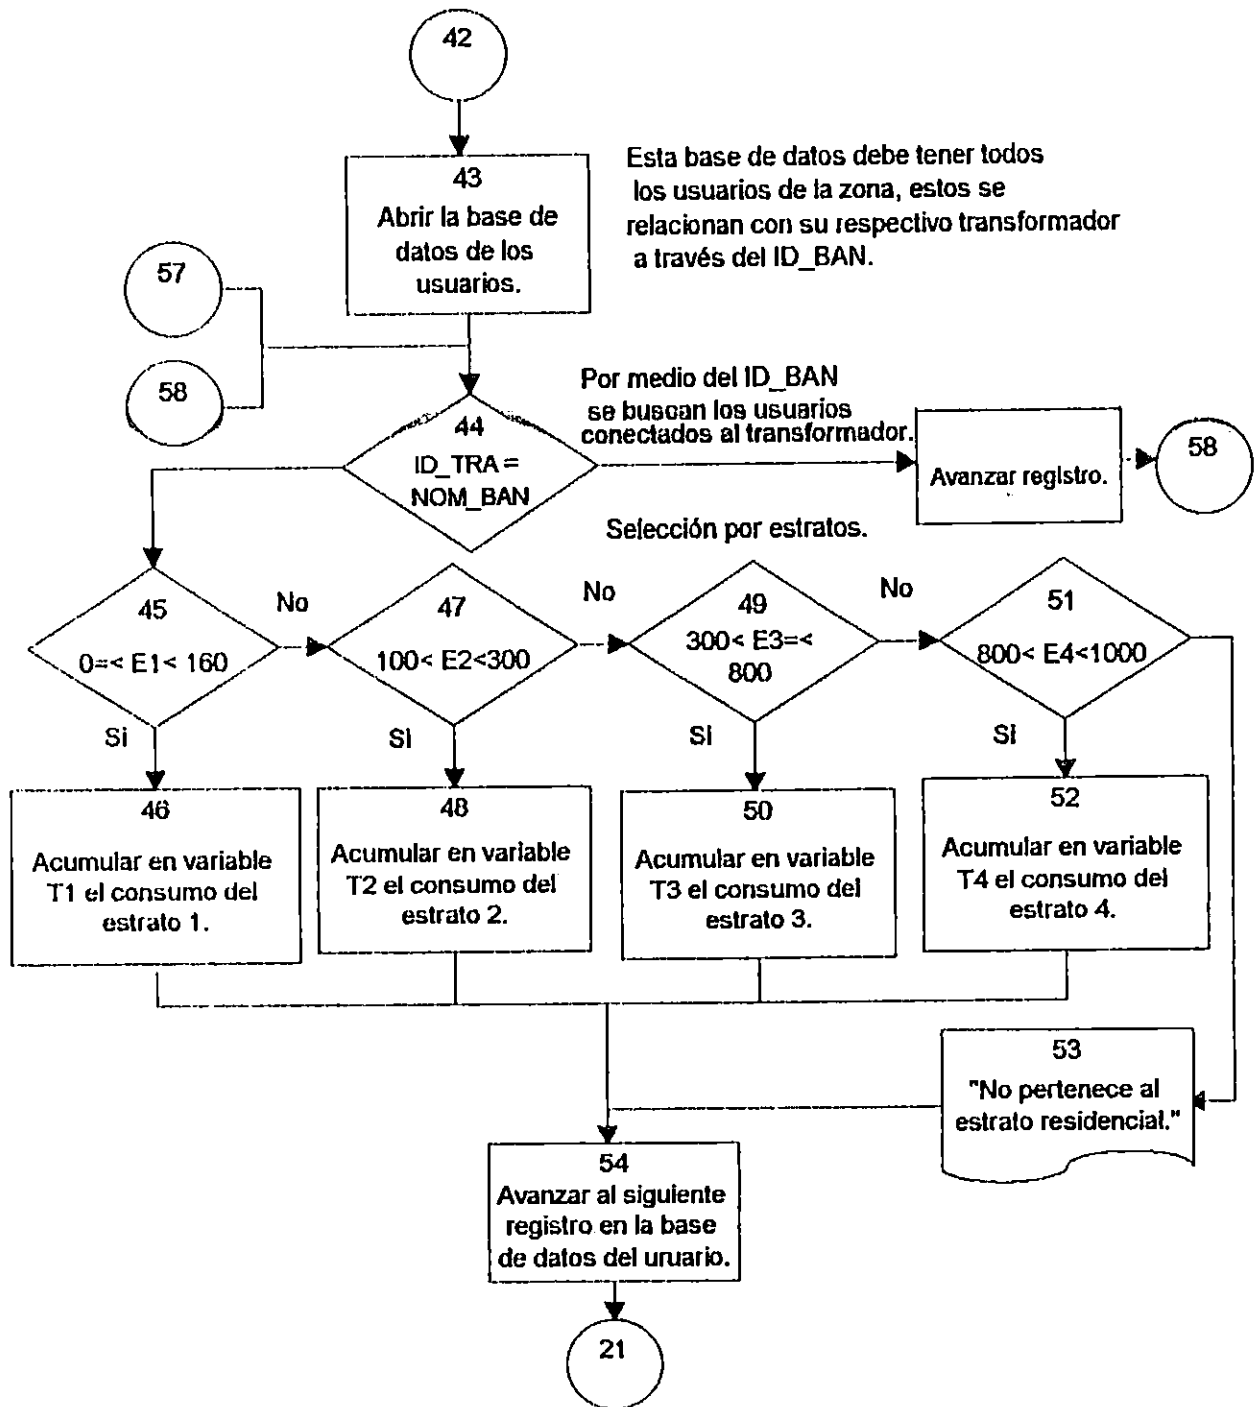 42
43
Abrir la base de
datos de los
usuarios.
Esta base de datos debe tener todos
los usuarios de la zona, estos se
relacionan con su respectivo transformador
a través del ID_BAN.
57
58
44
ID_TRA =
NOM_BAN
Por medio del ID_BAN
se buscan los usuarios
conectados al transformador.
Avanzar registro.
58
Selección por estratos.
45
0=< E1< 160
No
47
100< E2<300
No
49
300< E3=<
800
No
51
800< E4<1000
Si
Si
Si
Si
46
Acumular en variable
T1 el consumo del
estrato 1.
48
Acumular en variable
T2 el consumo del
estrato 2.
50
Acumular en variable
T3 el consumo del
estrato 3.
52
Acumular en variable
T4 el consumo del
estrato 4.
53
"No pertenece al
estrato residencial."
54
Avanzar al siguiente
registro en la base
de datos del uruario.
21